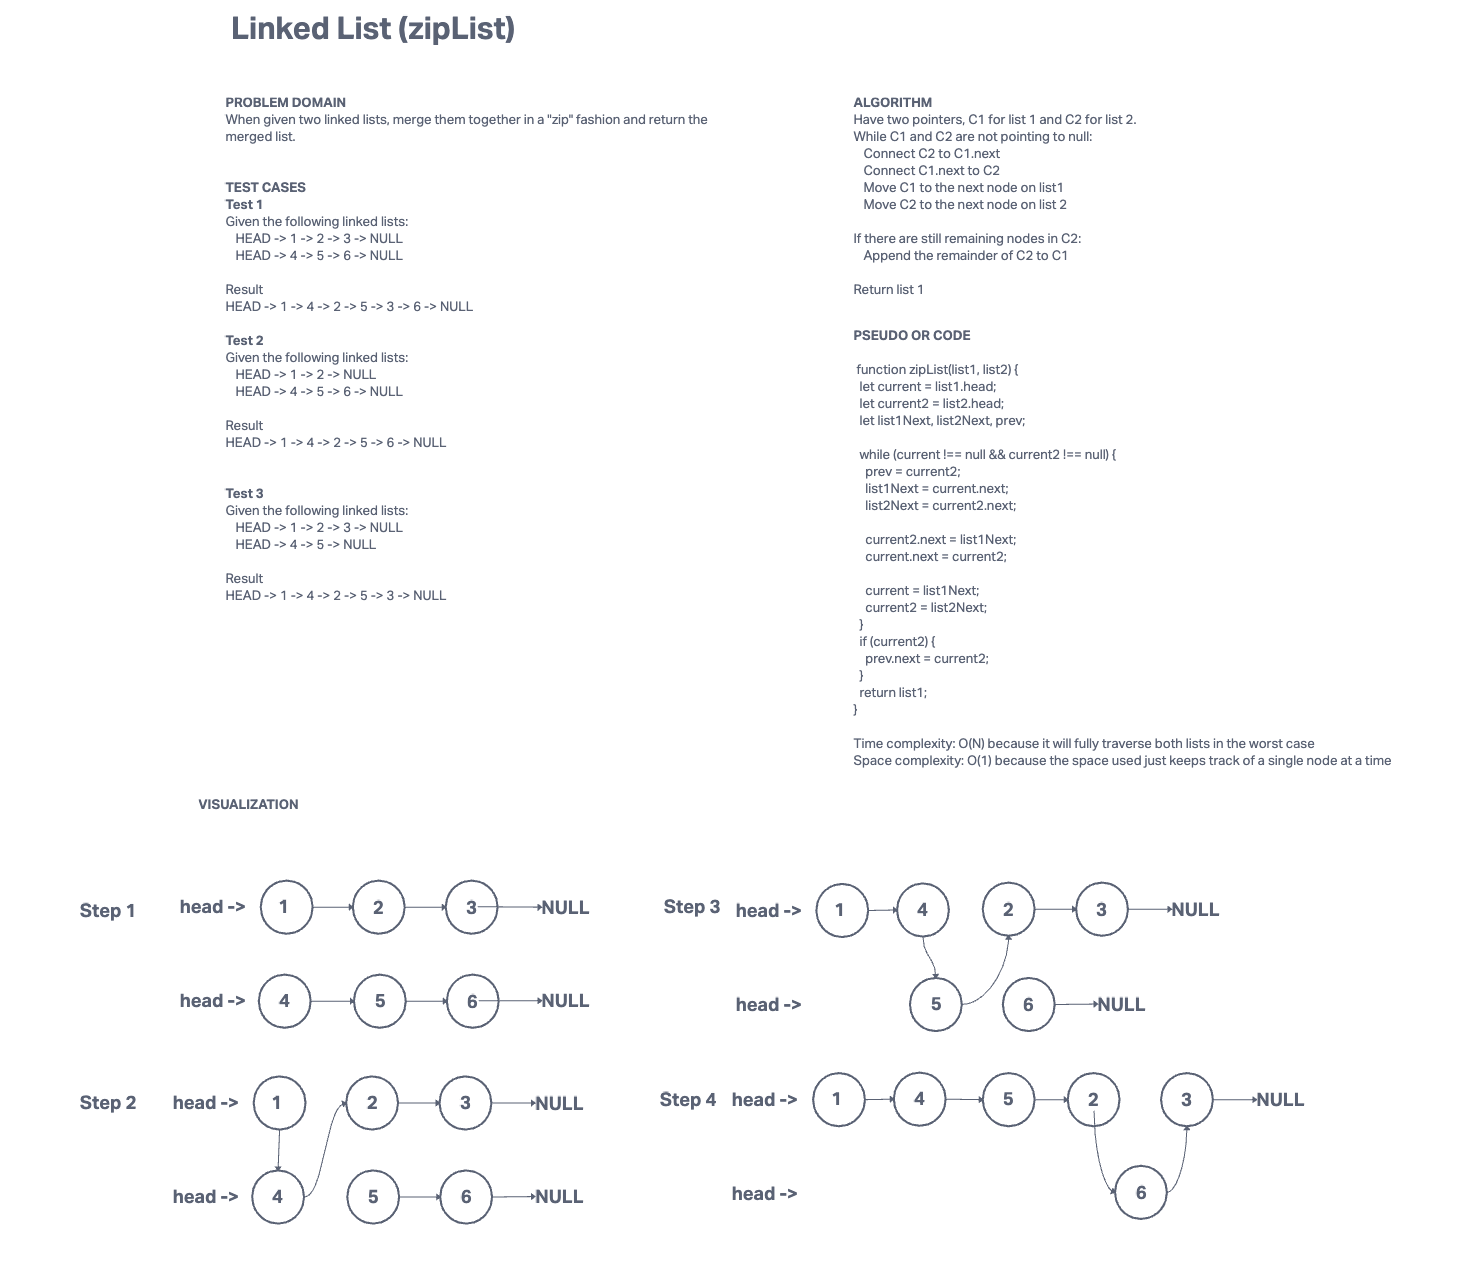 Linked List (zipList)
PROBLEM DOMAIN
When given two linked lists, merge them together in a "zip" fashion and return the
merged list.
TEST CASES
Test 1
Given the following linked lists:
HEAD -> 1 -> 2 -> 3 -> NULL
HEAD -> 4 -> 5 -> 6 -> NULL
Result
HEAD -> 1 -> 4 -> 2 -> 5 -> 3 -> 6 -> NULL
Test 2
Given the following linked lists:
HEAD -> 1 -> 2 -> NULL
HEAD -> 4 -> 5 -> 6 -> NULL
Result
HEAD -> 1 -> 4 -> 2 -> 5 -> 6 -> NULL
Test 3
Given the following linked lists:
HEAD -> 1 -> 2 -> 3 -> NULL
HEAD -> 4 -> 5 -> NULL
Result
HEAD -> 1 -> 4 -> 2 -> 5 -> 3 -> NULL
ALGORITHM
Have two pointers, C1 for list 1 and C2 for list 2.
While C1 and C2 are not pointing to null:
Connect C2 to C1.next
Connect C1.next to C2
Move C1 to the next node on list1
Move C2 to the next node on list 2
If there are still remaining nodes in C2:
Append the remainder of C2 to C1
Return list 1
PSEUDO OR CODE
function zipList(list1, list2) {
let current = list1.head;
let current2 = list2.head;
let list1Next, list2Next, prev;
while (current !== null && current2 !== null) {
prev = current2;
list1Next = current.next;
list2Next = current2.next;
current2.next = list1Next;
current.next = current2;
current = list1Next;
current2 = list2Next;
}
if (current2) {
prev.next = current2;
}
return list1;
}
Time complexity: O(N) because it will fully traverse both lists in the worst case
Space complexity: O(1) because the space used just keeps track of a single node at a time
VISUALIZATION
Step 1 head -> 1 2 3 NULL
head -> 4 5 6 NULL
Step 2 head -> 1 2 3 NULL
head -> 4 5 6 NULL
Step 3 head -> 1 4 2 3 NULL
head -> 5 6 NULL
Step 4 head -> 1 4 5 2 3 NULL
head -> 6